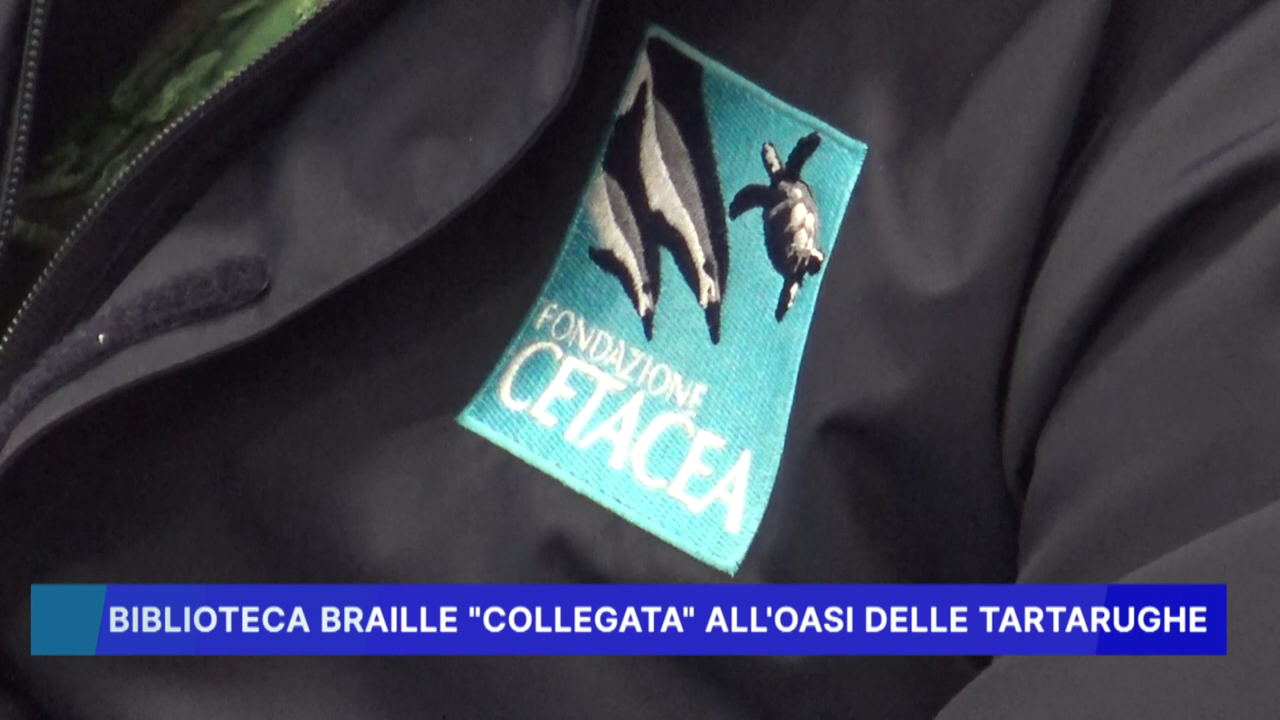 FONDAZIONE
CETACEA
BIBLIOTECA BRAILLE "COLLEGATA" ALL'OASI DELLE TARTARUGHE